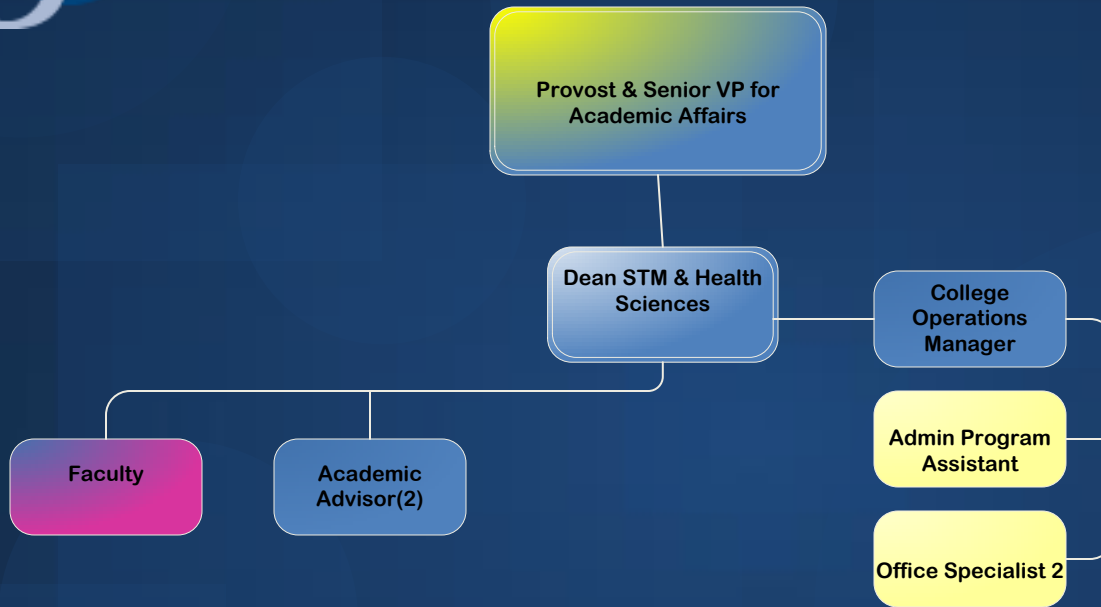 Provost & Senior VP for
Academic Affairs
Dean STM & Health
Sciences
College
Operations
Manager
Faculty
Academic
Advisor(2)
Admin Program
Assistant
Office Specialist 2